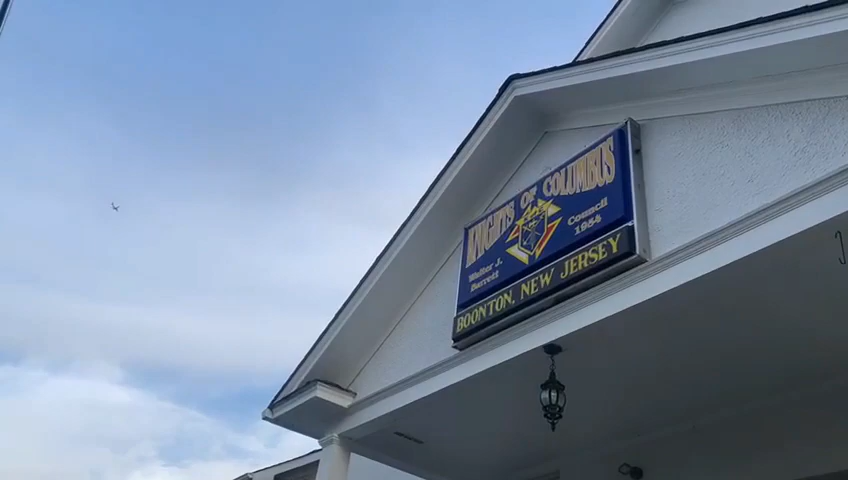 KNIGHTS OF COLUMBUS
Walter J.
Barrett
Council
1954
BOONTON, NEW JERSEY